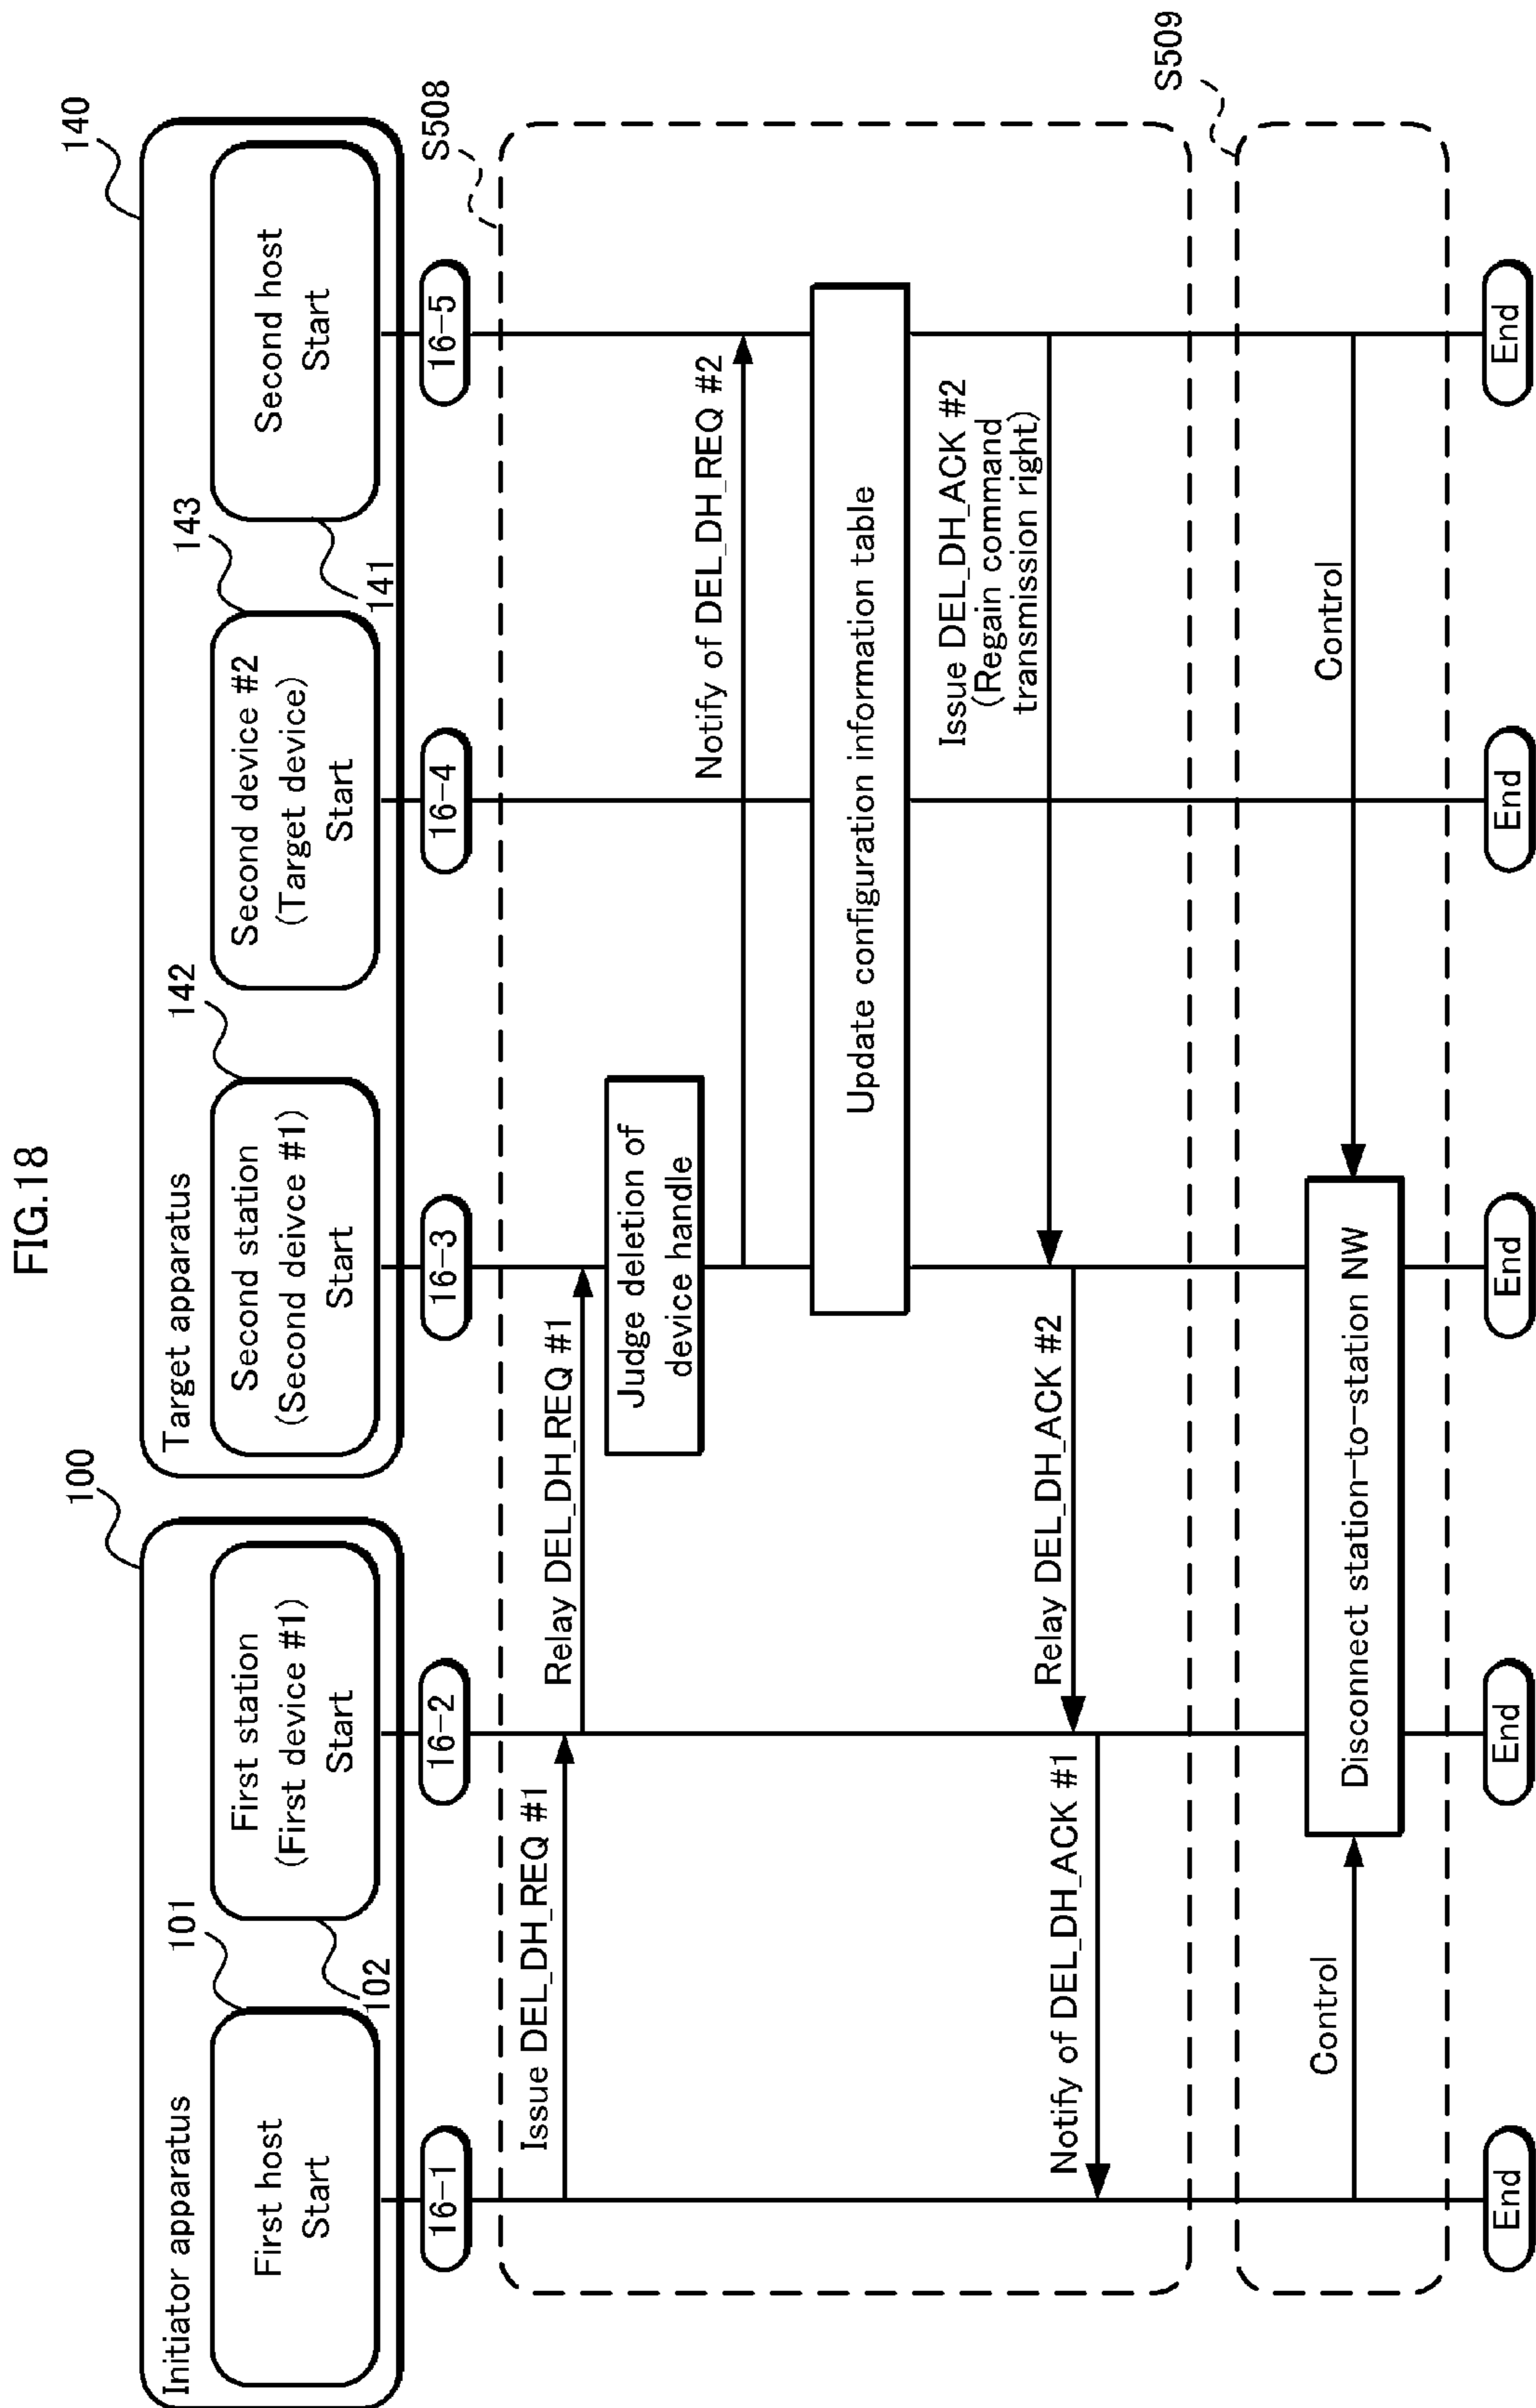 FIG.18
100
140
Initiator apparatus
Target apparatus
101
102
142
143
141
First host
Start
First station
(First device #1)
Start
Second station
(Second deivce #1)
Start
Second device #2
(Target device)
Start
Second host
Start
16-1
16-2
16-3
16-4
16-5
S508
Issue DEL_DH_REQ #1
Relay DEL_DH_REQ #1
Judge deletion of
device handle
Notify of DEL_DH_REQ #2
Update configuration information table
Issue DEL_DH_ACK #2
(Regain command
transmission right)
Relay DEL_DH_ACK #2
Notify of DEL_DH_ACK #1
S509
Control
Disconnect station-to-station NW
Control
End
End
End
End
End